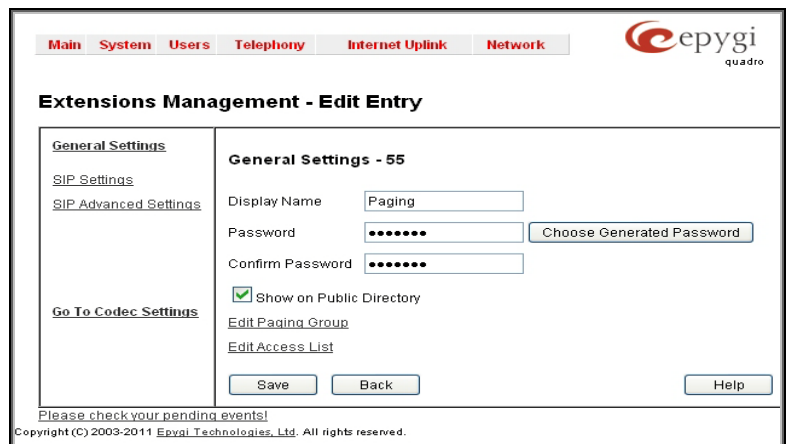 Main System Users Telephony Internet Uplink Network
epygi
quadro
Extensions Management - Edit Entry
General Settings
SIP Settings
SIP Advanced Settings
Go To Codec Settings
General Settings - 55
Display Name Paging
Password ••••••• Choose Generated Password
Confirm Password •••••••
Show on Public Directory
Edit Paging Group
Edit Access List
Save Back Help
Please check your pending events!
Copyright (C) 2003-2011 Epygi Technologies, Ltd. All rights reserved.